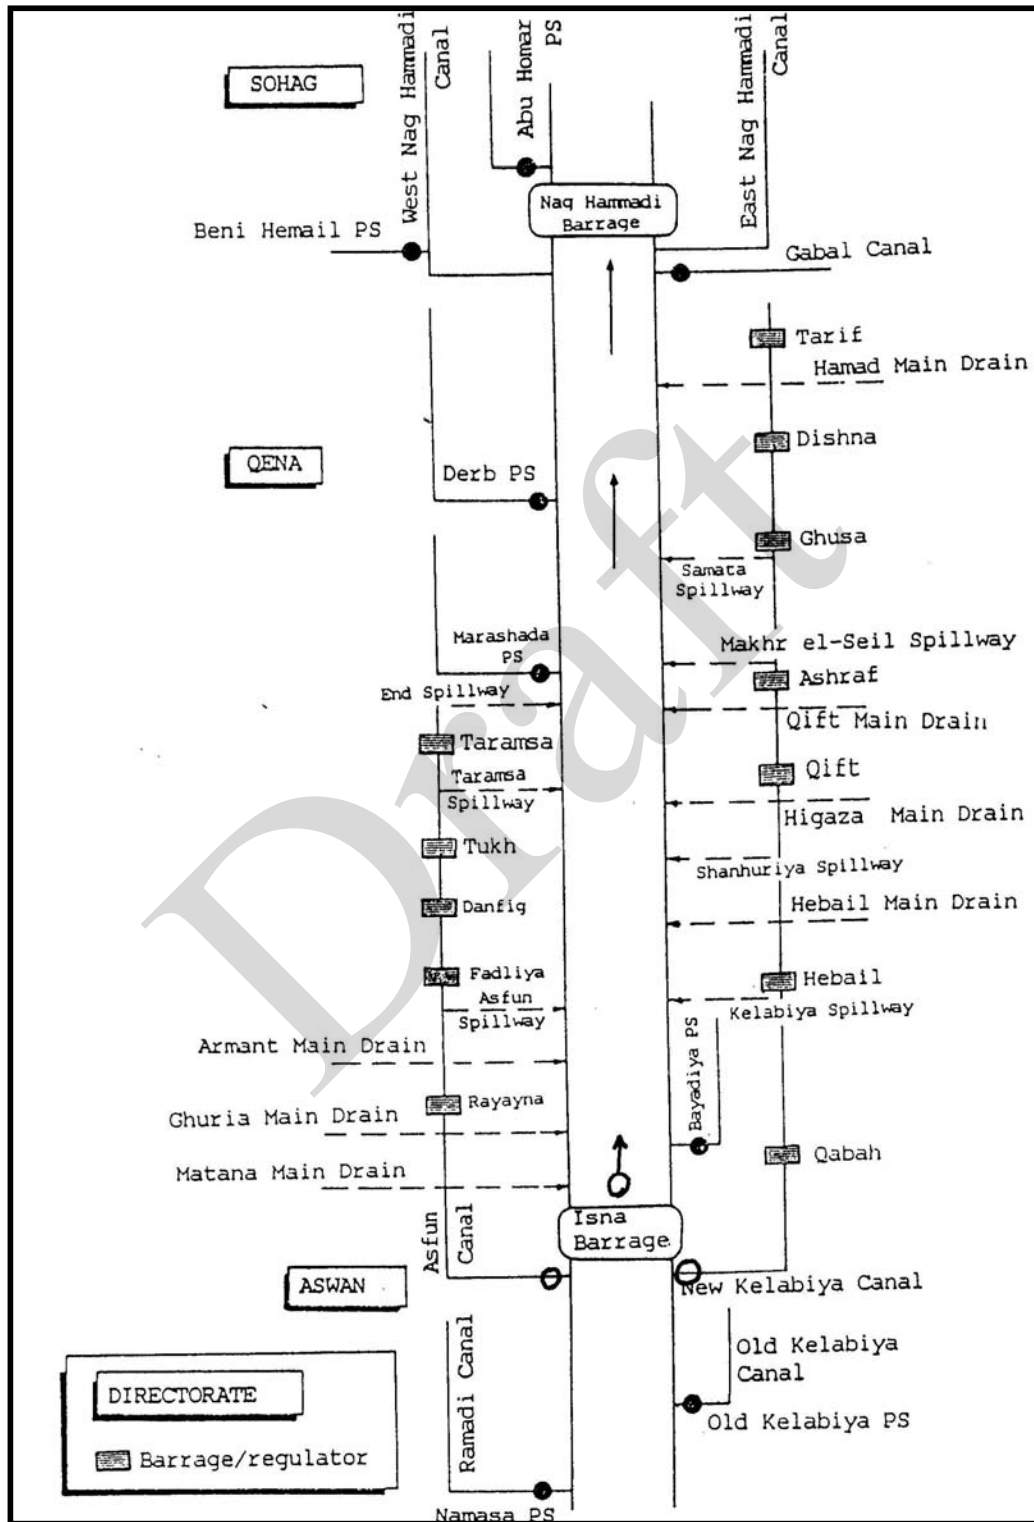 SOHAG
West Nag Hammadi
Canal
Abu Homar
PS
East Nag Hammadi
Canal
Nag Hammadi
Barrage
Beni Hemail PS
Gabal Canal
Tarif
Hamad Main Drain
Dishna
QENA
Derb PS
Ghusa
Samata
Spillway
Marashada
PS
Makhr el-Seil Spillway
Ashraf
End Spillway
Qift Main Drain
Taramsa
Qift
Taramsa
Spillway
Higaza Main Drain
Tukh
Shanhuriya Spillway
Danfiq
Hebail Main Drain
Fadliya
Hebail
Asfun
Spillway
Kelabiya Spillway
Armant Main Drain
Bayadiya PS
Rayayna
Ghuria Main Drain
Qabah
Matana Main Drain
Isna
Barrage
Asfun
Canal
ASWAN
New Kelabiya Canal
Ramadi Canal
Old Kelabiya
Canal
Old Kelabiya PS
DIRECTORATE
Barrage/regulator
Namasa PS
Draft